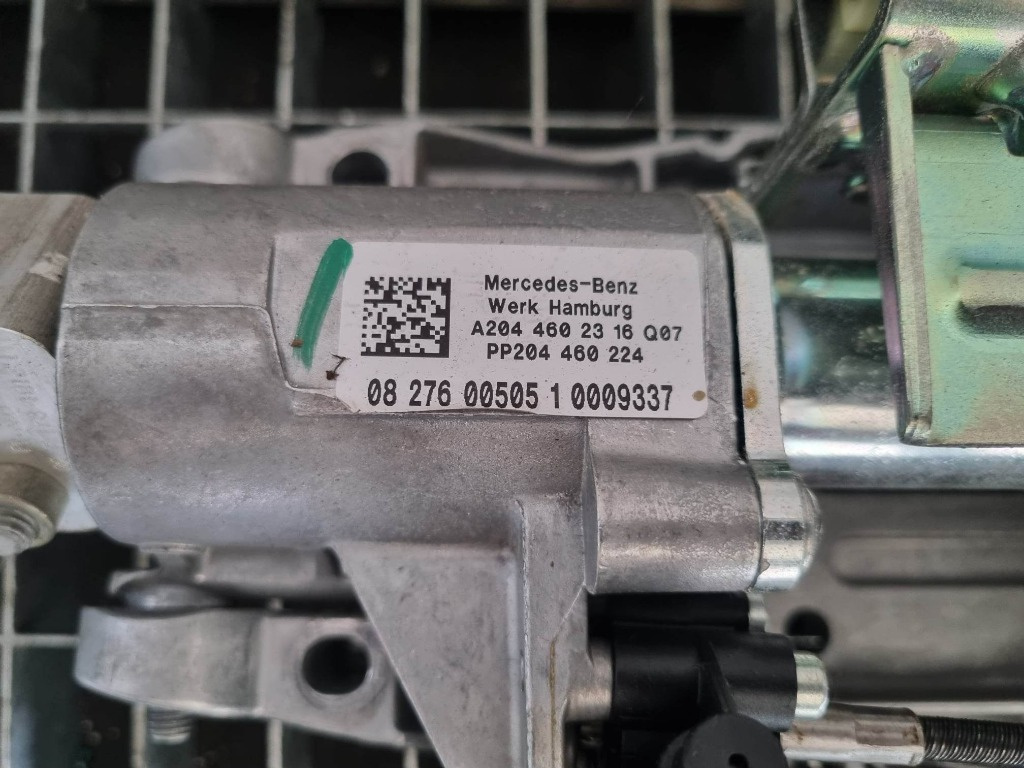 Mercedes-Benz
Werk Hamburg
A204 460 23 16 Q07
PP204 460 224
08 276 00505 1 0009337